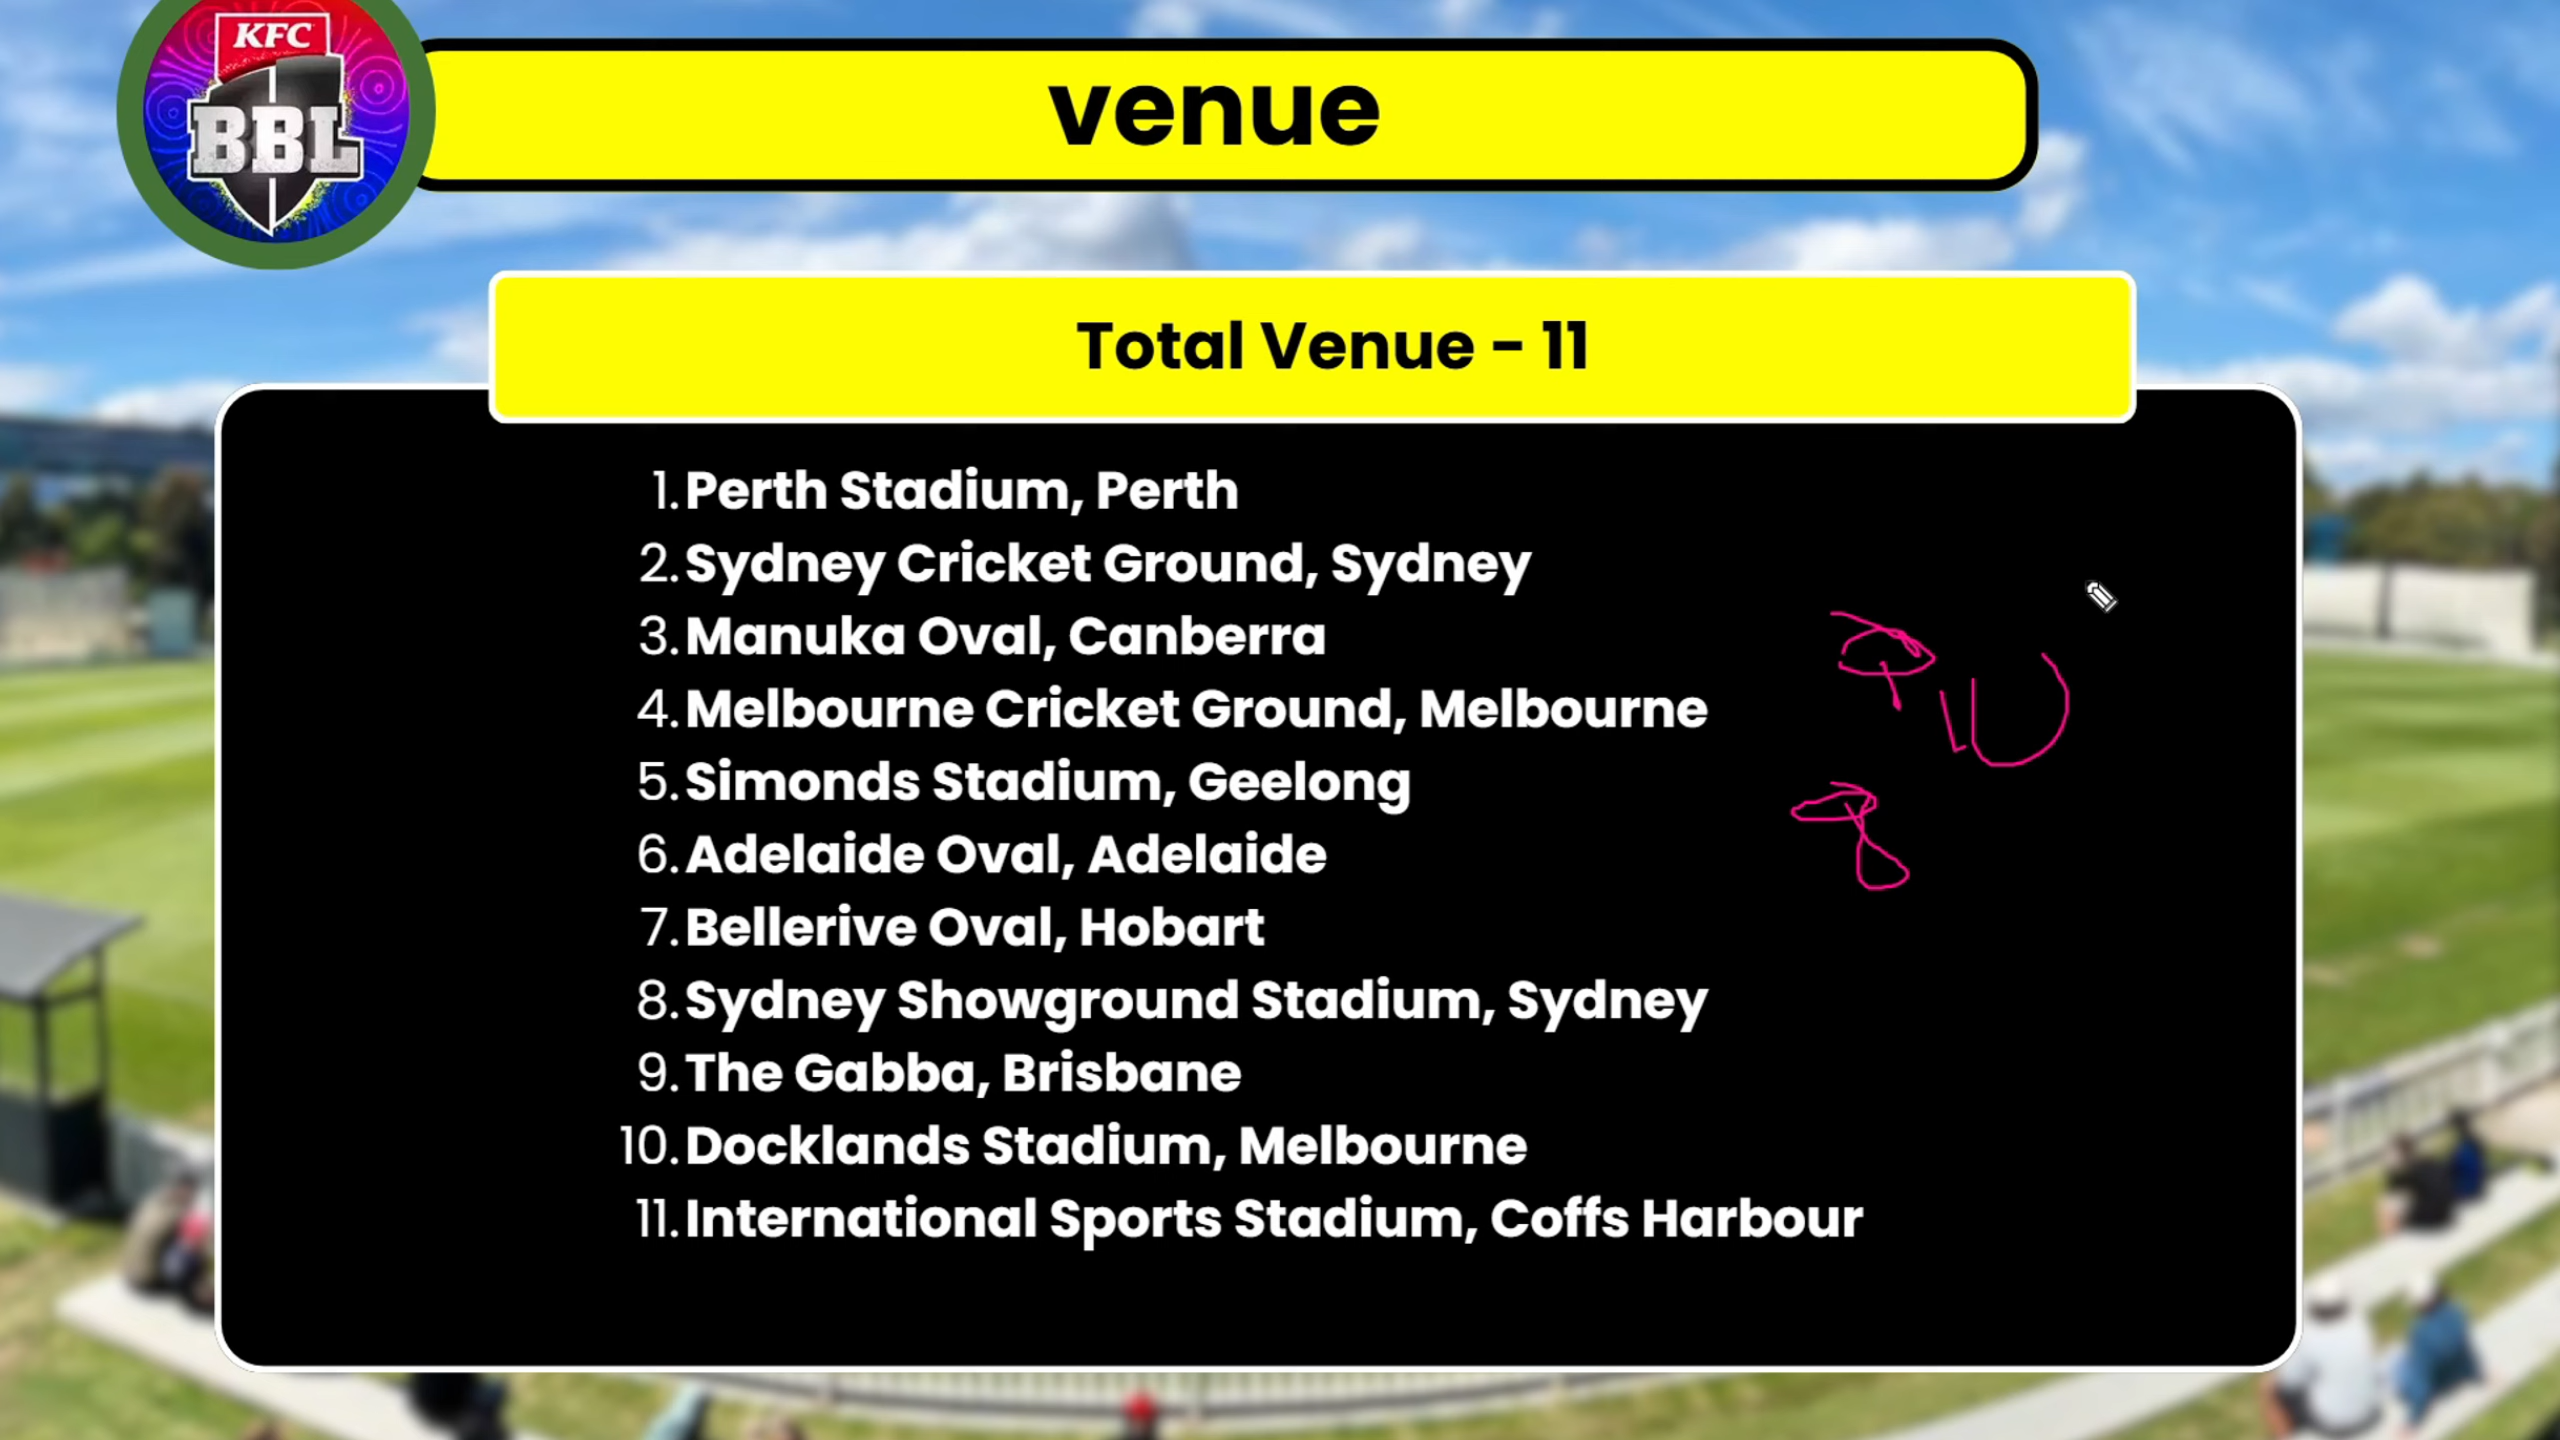 KFC
BBL
venue
Total Venue - 11
1. Perth Stadium, Perth
2. Sydney Cricket Ground, Sydney
3. Manuka Oval, Canberra
4. Melbourne Cricket Ground, Melbourne
5. Simonds Stadium, Geelong
6. Adelaide Oval, Adelaide
7. Bellerive Oval, Hobart
8. Sydney Showground Stadium, Sydney
9. The Gabba, Brisbane
10. Docklands Stadium, Melbourne
11. International Sports Stadium, Coffs Harbour